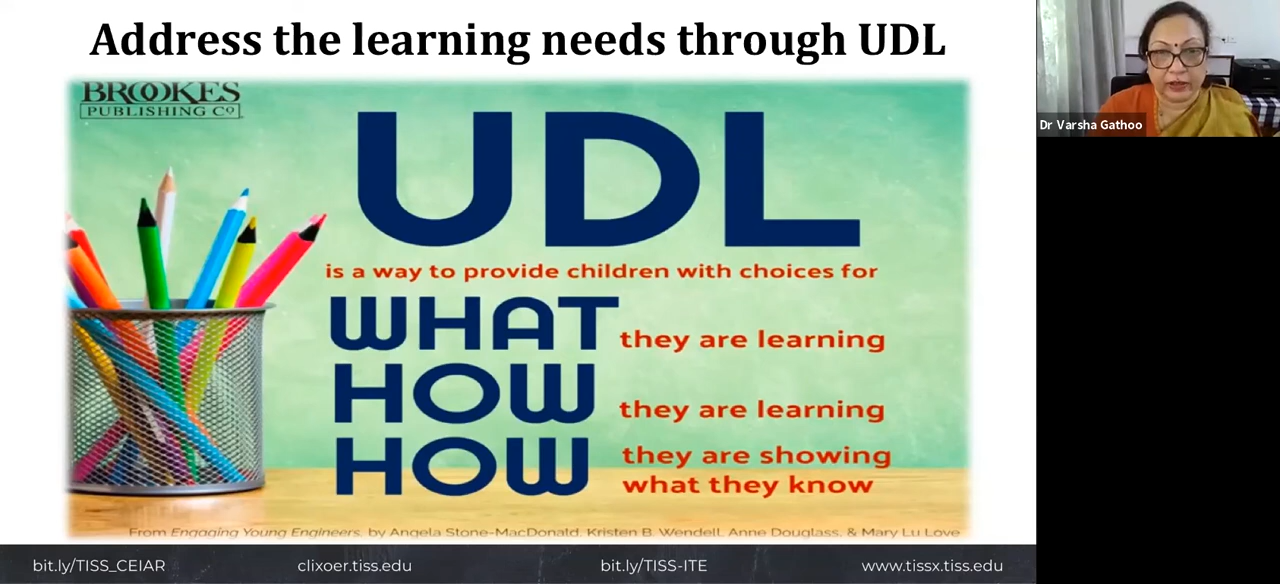 Address the learning needs through UDL
BROOKES
PUBLISHING CO
UDL
is a way to provide children with choices for
WHAT they are learning
HOW they are learning
HOW they are showing
what they know
From Engaging Young Engineers, by Angela Stone-MacDonald, Kristen B. Wendell, Anne Douglass, & Mary Lu Love
bit.ly/TISS_CEIAR
clixoer.tiss.edu
bit.ly/TISS-ITE
www.tissx.tiss.edu
Dr Varsha Gathoo